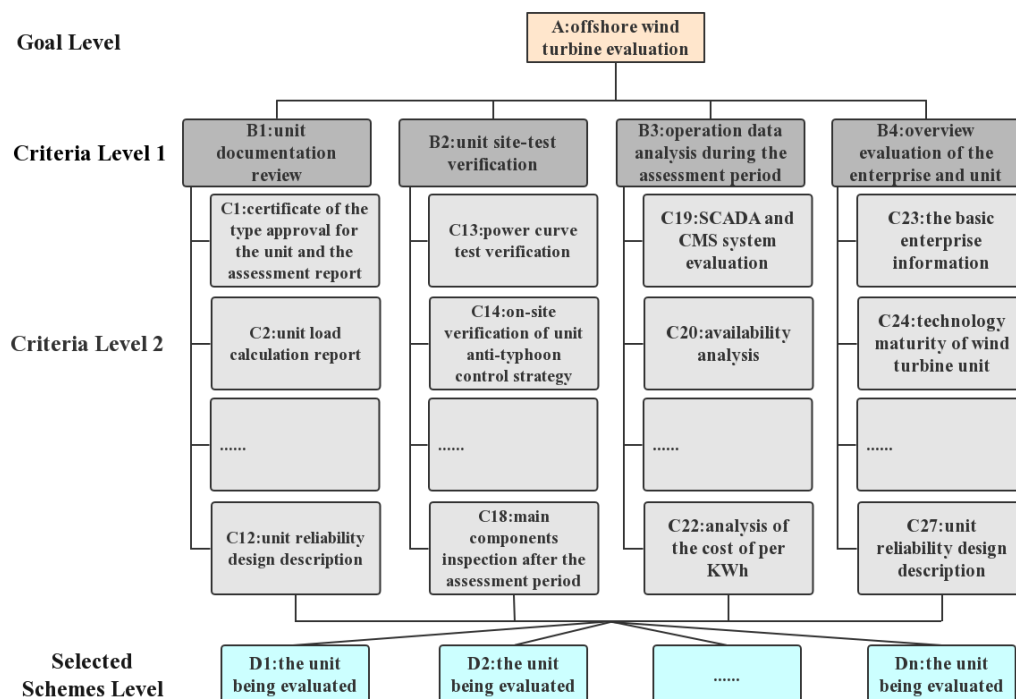 Goal Level
A:offshore wind
turbine evaluation
Criteria Level 1
B1:unit
documentation
review
B2:unit site-test
verification
B3:operation data
analysis during the
assessment period
B4:overview
evaluation of the
enterprise and unit
Criteria Level 2
C1:certificate of the
type approval for
the unit and the
assessment report
C13:power curve
test verification
C19:SCADA and
CMS system
evaluation
C23:the basic
enterprise
information
C2:unit load
calculation report
C14:on-site
verification of unit
anti-typhoon
control strategy
C20:availability
analysis
C24:technology
maturity of wind
turbine unit
......
......
......
......
C12:unit reliability
design description
C18:main
components
inspection after the
assessment period
C22:analysis of
the cost of per
KWh
C27:unit
reliability design
description
Selected
Schemes Level
D1:the unit
being evaluated
D2:the unit
being evaluated
......
Dn:the unit
being evaluated